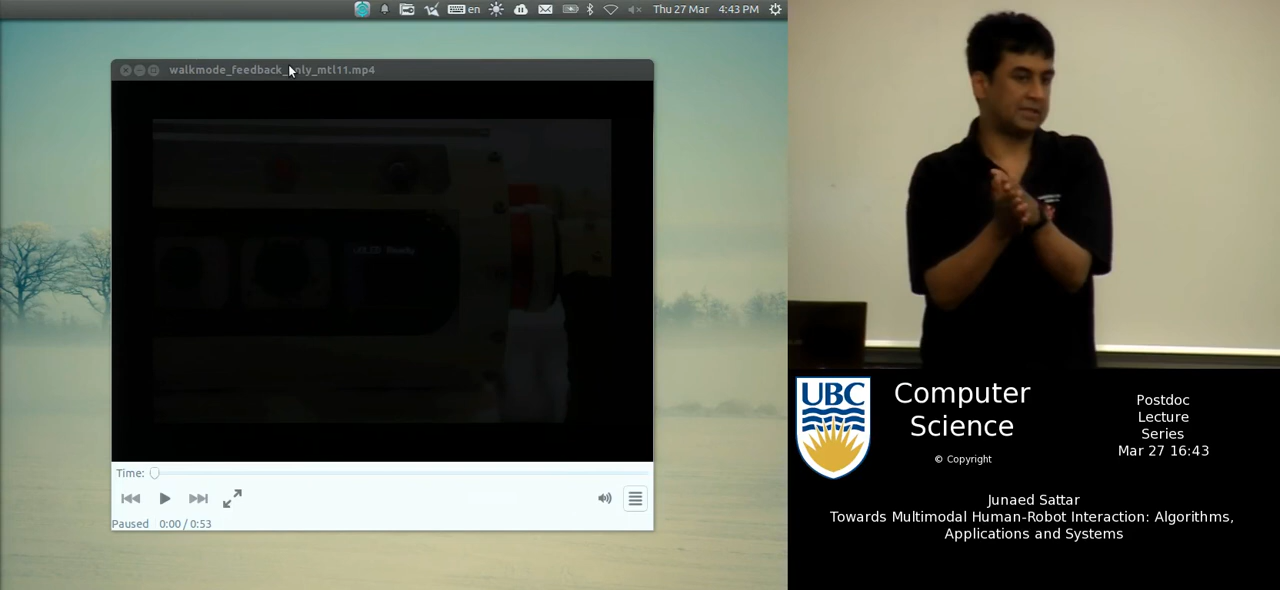 en
Thu 27 Mar
4:43 PM
walkmode_feedback_only_mtl11.mp4
Time:
Paused
0:00 / 0:53
UBC
Computer
Science
© Copyright
Postdoc
Lecture
Series
Mar 27 16:43
Junaed Sattar
Towards Multimodal Human-Robot Interaction: Algorithms,
Applications and Systems